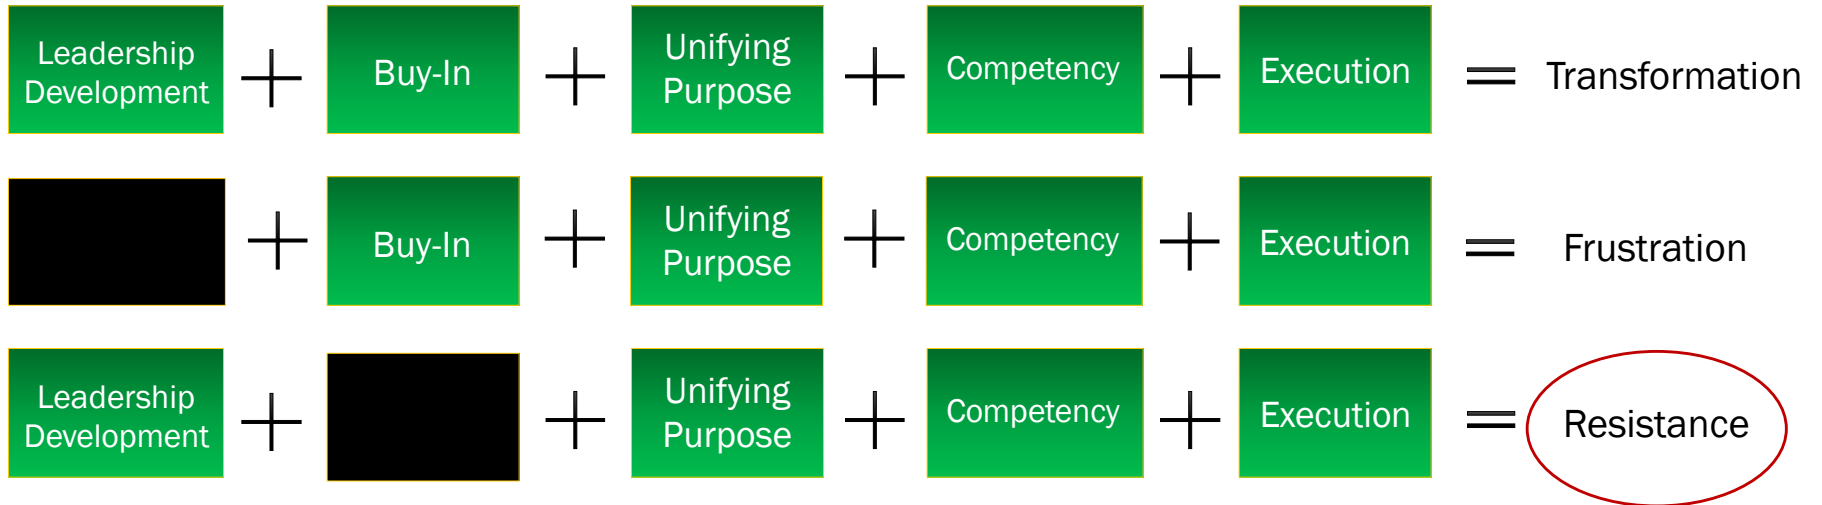 Leadership
Development + Buy-In + Unifying
Purpose + Competency + Execution = Transformation
+ Buy-In + Unifying
Purpose + Competency + Execution = Frustration
Leadership
Development + + Unifying
Purpose + Competency + Execution = Resistance